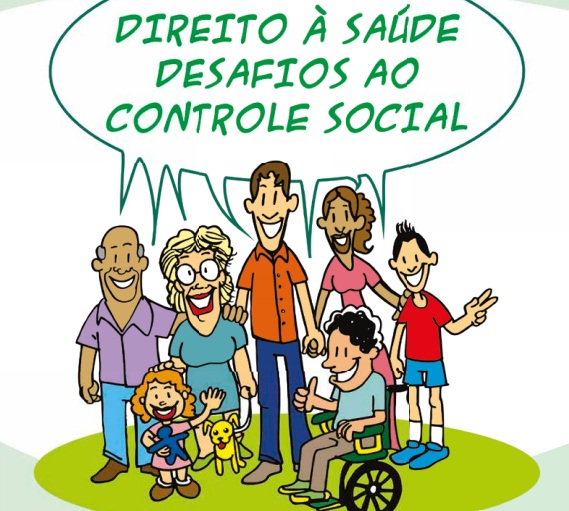 DIREITO À SAÚDE
DESAFIOS AO
CONTROLE SOCIAL